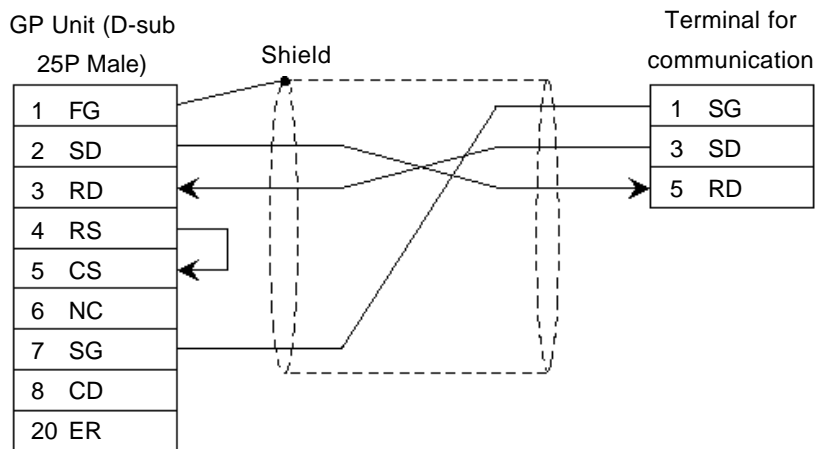 GP Unit (D-sub
25P Male)
Shield
Terminal for
communication
1 FG
2 SD
3 RD
4 RS
5 CS
6 NC
7 SG
8 CD
20 ER
1 SG
3 SD
5 RD